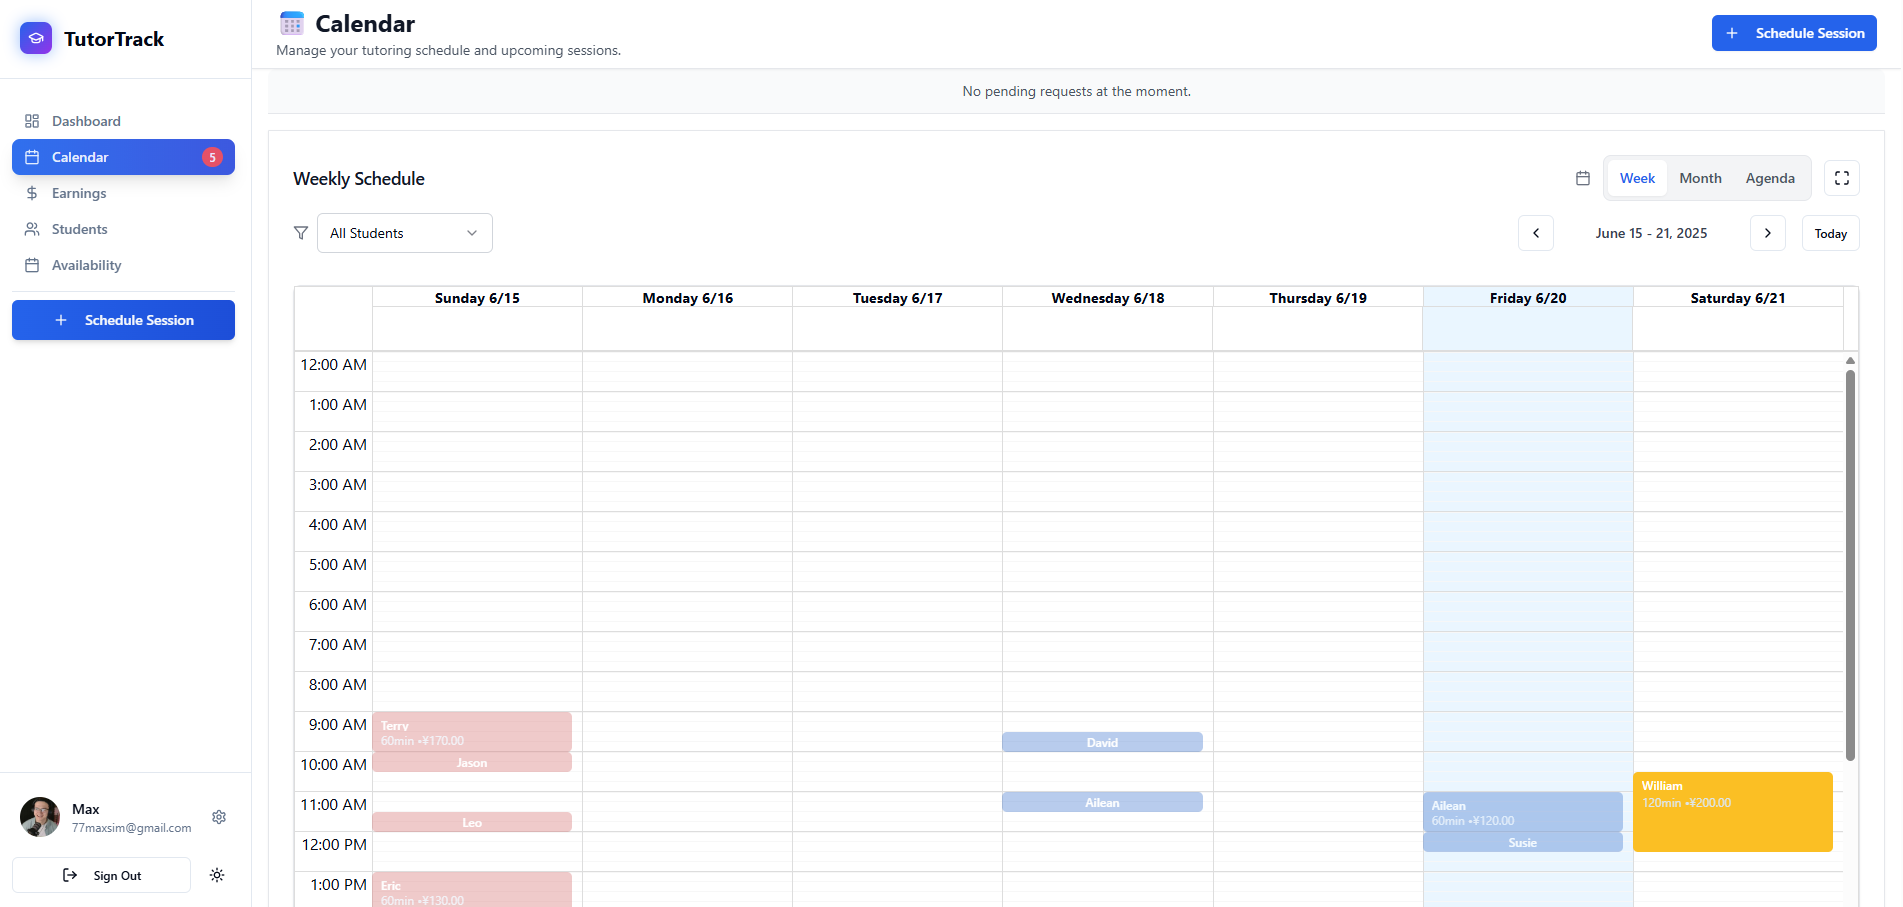 TutorTrack
Dashboard
Calendar
5
Earnings
Students
Availability
Schedule Session
Max
77maxsim@gmail.com
Sign Out
Calendar
Manage your tutoring schedule and upcoming sessions.
Schedule Session
No pending requests at the moment.
Weekly Schedule
Week
Month
Agenda
All Students
June 15 - 21, 2025
Today
Sunday 6/15
Monday 6/16
Tuesday 6/17
Wednesday 6/18
Thursday 6/19
Friday 6/20
Saturday 6/21
12:00 AM
1:00 AM
2:00 AM
3:00 AM
4:00 AM
5:00 AM
6:00 AM
7:00 AM
8:00 AM
9:00 AM
10:00 AM
11:00 AM
12:00 PM
1:00 PM
Terry
60min •¥170.00
Jason
Leo
Eric
60min •¥130.00
David
Ailean
Ailean
60min •¥120.00
Susie
William
120min •¥200.00